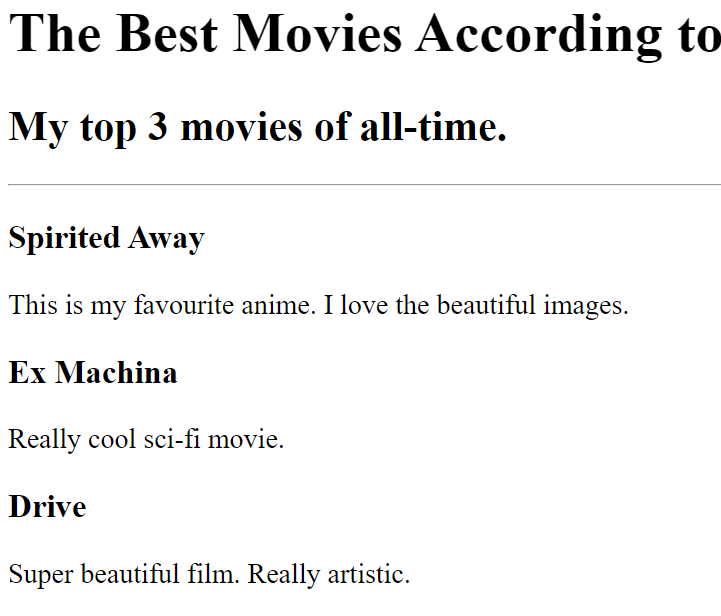 The Best Movies According to
My top 3 movies of all-time.
Spirited Away
This is my favourite anime. I love the beautiful images.
Ex Machina
Really cool sci-fi movie.
Drive
Super beautiful film. Really artistic.